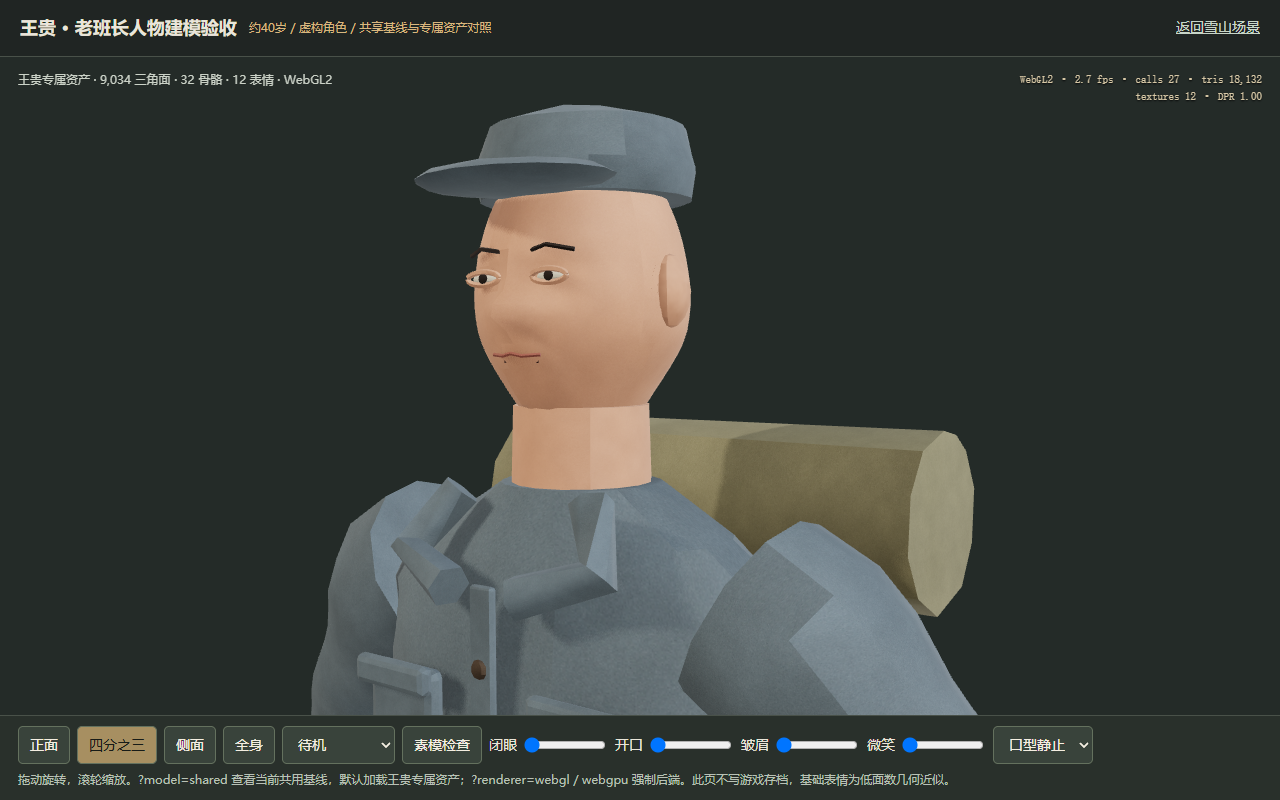 王贵 • 老班长人物建模验收
约40岁 / 虚构角色 / 共享基线与专属资产对照
返回雪山场景
王贵专属资产 · 9,034 三角面 · 32 骨骼 · 12 表情 · WebGL2
WebGL2 · 2.7 fps · calls 27 · tris 18,132
textures 12 · DPR 1.00
正面 四分之三 侧面 全身 待机 素模检查 闭眼 开口 皱眉 微笑 口型静止
拖动旋转，滚轮缩放。?model=shared 查看当前共用基线，默认加载王贵专属资产；?renderer=webgl / webgpu 强制后端。此页不写游戏存档，基础表情为低面数几何近似。